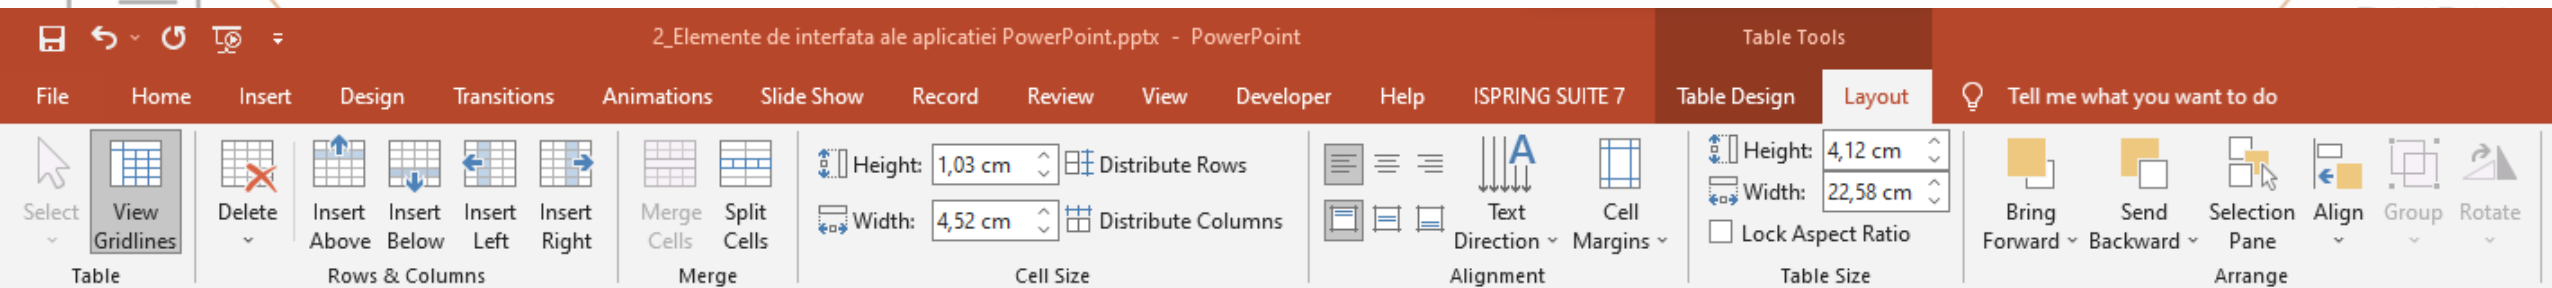 2_Elemente de interfata ale aplicatiei PowerPoint.pptx - PowerPoint
Table Tools
File Home Insert Design Transitions Animations Slide Show Record Review View Developer Help ISPRING SUITE 7 Table Design Layout Tell me what you want to do
Select
View
Gridlines
Table
Delete
Insert
Above
Insert
Below
Insert
Left
Insert
Right
Rows & Columns
Merge
Cells
Split
Cells
Merge
Height: 1,03 cm
Distribute Rows
Width: 4,52 cm
Distribute Columns
Cell Size
Text
Direction
Cell
Margins
Alignment
Height: 4,12 cm
Width: 22,58 cm
Lock Aspect Ratio
Table Size
Bring
Forward
Send
Backward
Selection
Pane
Align
Group
Rotate
Arrange